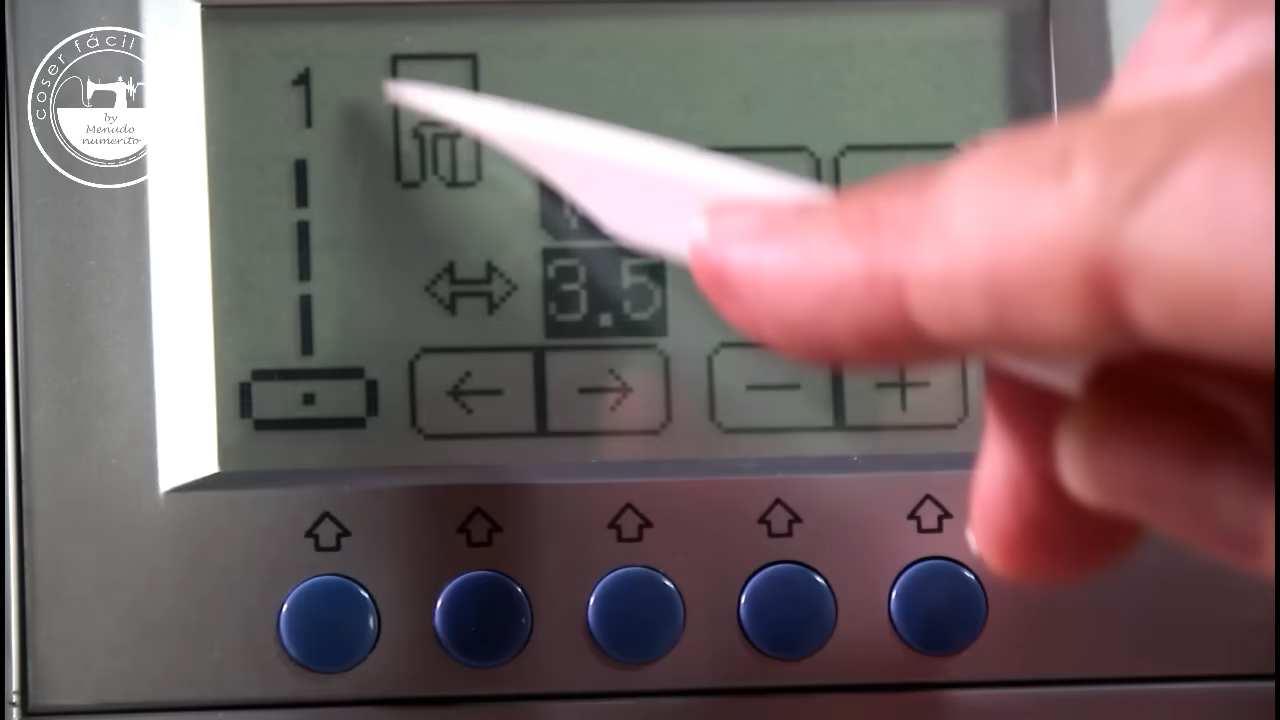 coser fácil
by
Menudo
numerito
1
3.5
← →
− +